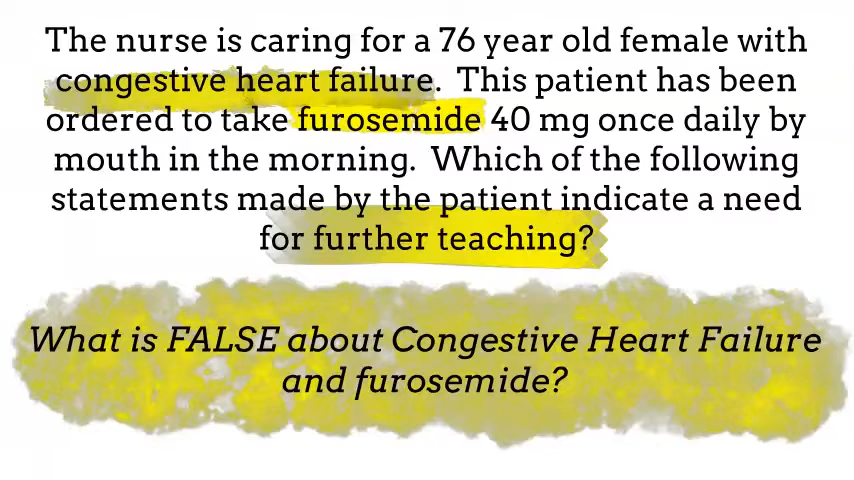 The nurse is caring for a 76 year old female with
congestive heart failure.  This patient has been
ordered to take furosemide 40 mg once daily by
mouth in the morning.  Which of the following
statements made by the patient indicate a need
for further teaching?
What is FALSE about Congestive Heart Failure
and furosemide?